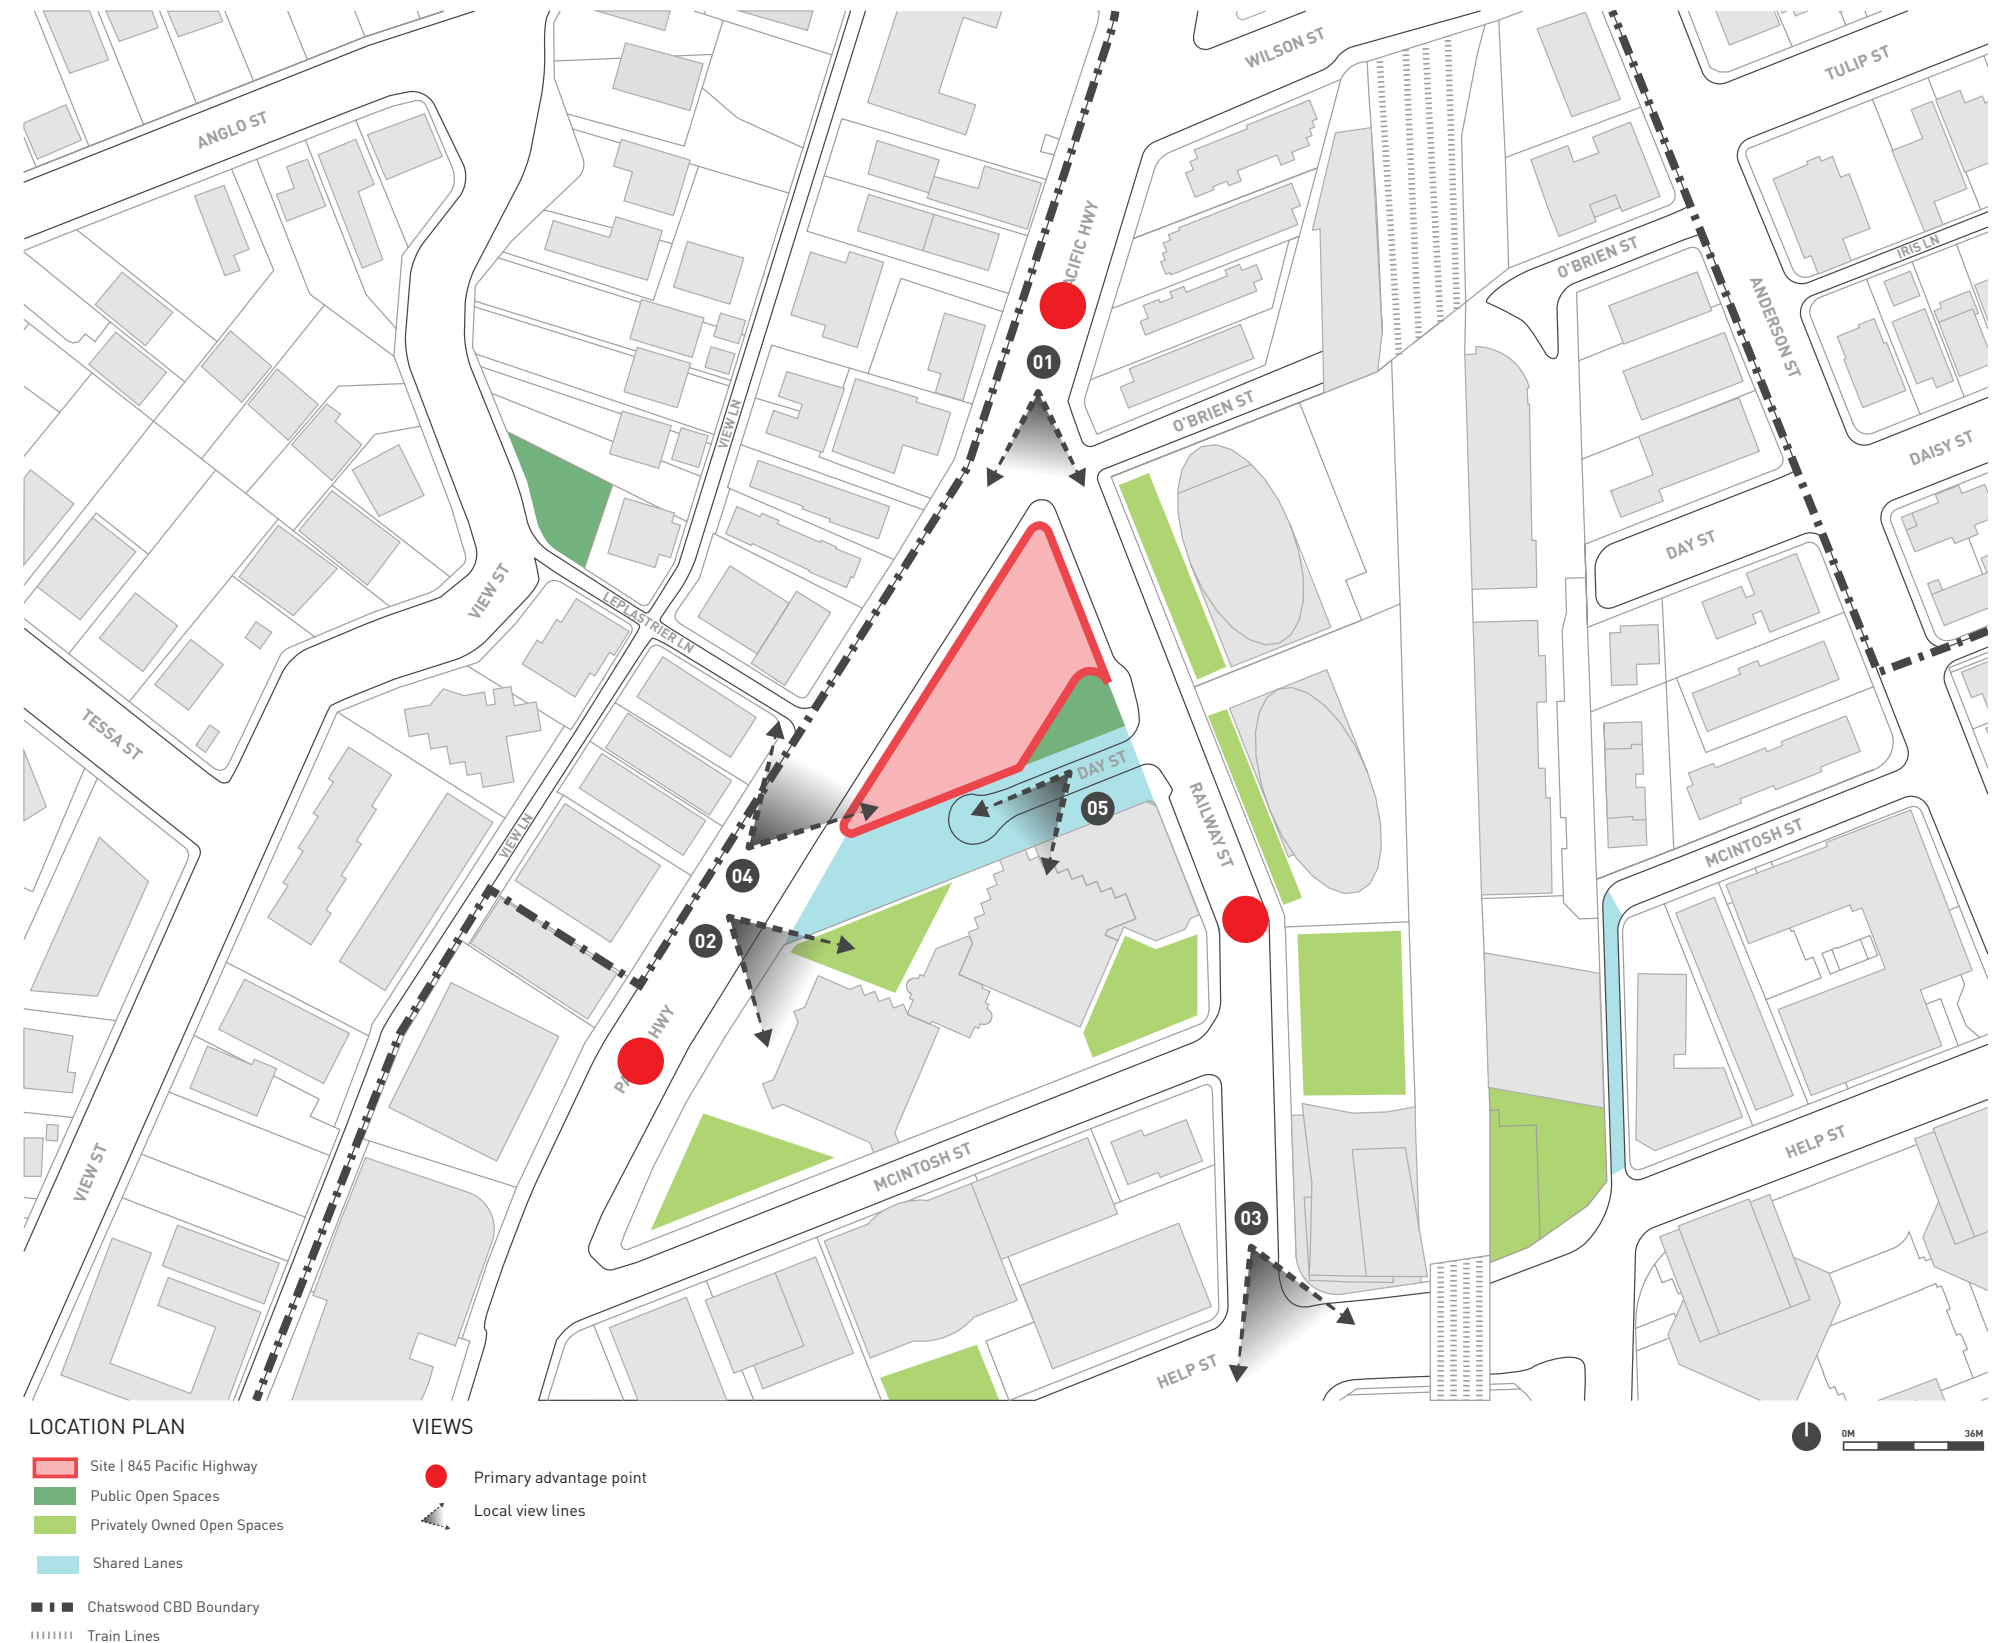 WILSON ST
TULIP ST
ANGLO ST
PACIFIC HWY
O'BRIEN ST
IRIS LN
ANDERSON ST
01
O'BRIEN ST
VIEW LN
DAISY ST
DAY ST
VIEW ST
LEPLASTRIER LN
TESSA ST
DAY ST
05
RAILWAY ST
VIEW LN
MCINTOSH ST
04
02
HWY
VIEW ST
MCINTOSH ST
HELP ST
03
HELP ST
LOCATION PLAN
Site | 845 Pacific Highway
Public Open Spaces
Privately Owned Open Spaces
Shared Lanes
Chatswood CBD Boundary
Train Lines
VIEWS
Primary advantage point
Local view lines
0M
36M